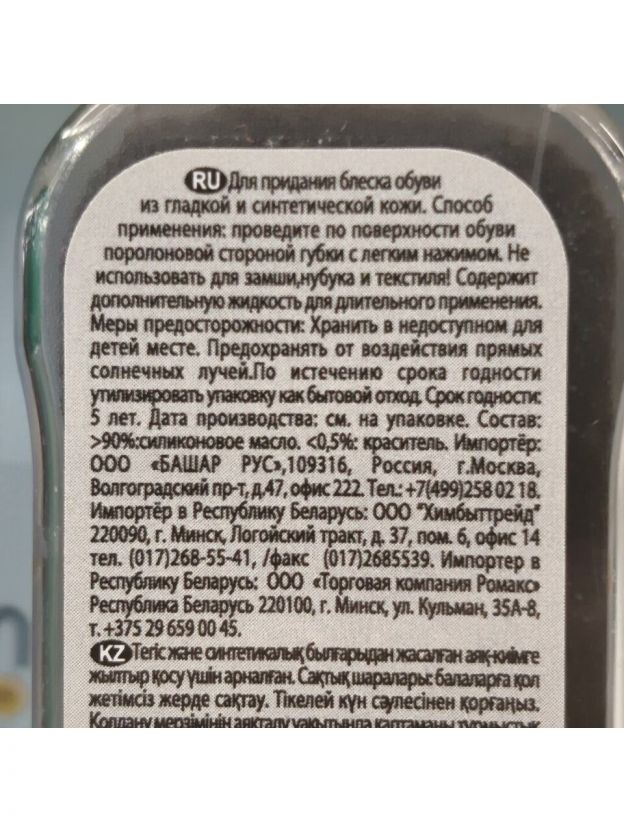 RU Для придания блеска обуви
из гладкой и синтетической кожи. Способ
применения: проведите по поверхности обуви
поролоновой стороной губки с легким нажимом. Не
использовать для замши,нубука и текстиля! Содержит
дополнительную жидкость для длительного применения.
Меры предосторожности: Хранить в недоступном для
детей месте. Предохранять от воздействия прямых
солнечных лучей.По истечению срока годности
утилизировать упаковку как бытовой отход. Срок годности:
5 лет. Дата производства: см. на упаковке. Состав:
>90%:силиконовое масло. <0,5%: краситель. Импортёр:
ООО «БАШАР РУС»,109316, Россия, г.Москва,
Волгоградский пр-т, д.47, офис 222. Тел.: +7(499)258 02 18.
Импортёр в Республику Беларусь: ООО "Химбыттрейд"
220090, г. Минск, Логойский тракт, д. 37, пом. 6, офис 14
тел. (017)268-55-41, /факс (017)2685539. Импортер в
Республику Беларусь: ООО «Торговая компания Ромакс»
Республика Беларусь 220100, г. Минск, ул. Кульман, 35А-8,
т. +375 29 659 00 45.
KZ Тегіс және синтетикалық былғарыдан жасалған аяқ-киімге
жылтыр қосу үшін арналған. Сақтық шаралары: балаларға қол
жетімсіз жерде сақтау. Тікелей күн сәулесінен қорғаңыз.
Қолдану мерзімінің аяқталу уақытында қаптаманы тұрмыстық